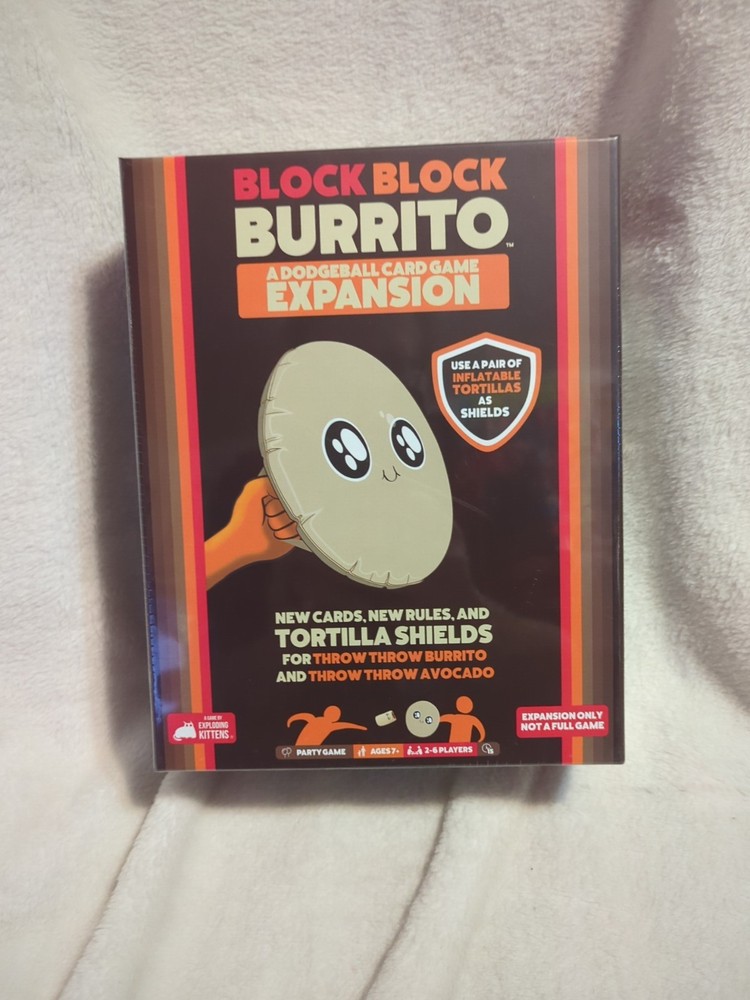 BLOCK BLOCK
BURRITO™
A DODGEBALL CARD GAME
EXPANSION
USE A PAIR OF
INFLATABLE
TORTILLAS
AS
SHIELDS
NEW CARDS, NEW RULES, AND
TORTILLA SHIELDS
FOR THROW THROW BURRITO
AND THROW THROW AVOCADO
A GAME BY
EXPLODING
KITTENS
EXPANSION ONLY
NOT A FULL GAME
PARTY GAME
AGES 7+
2-6 PLAYERS
15